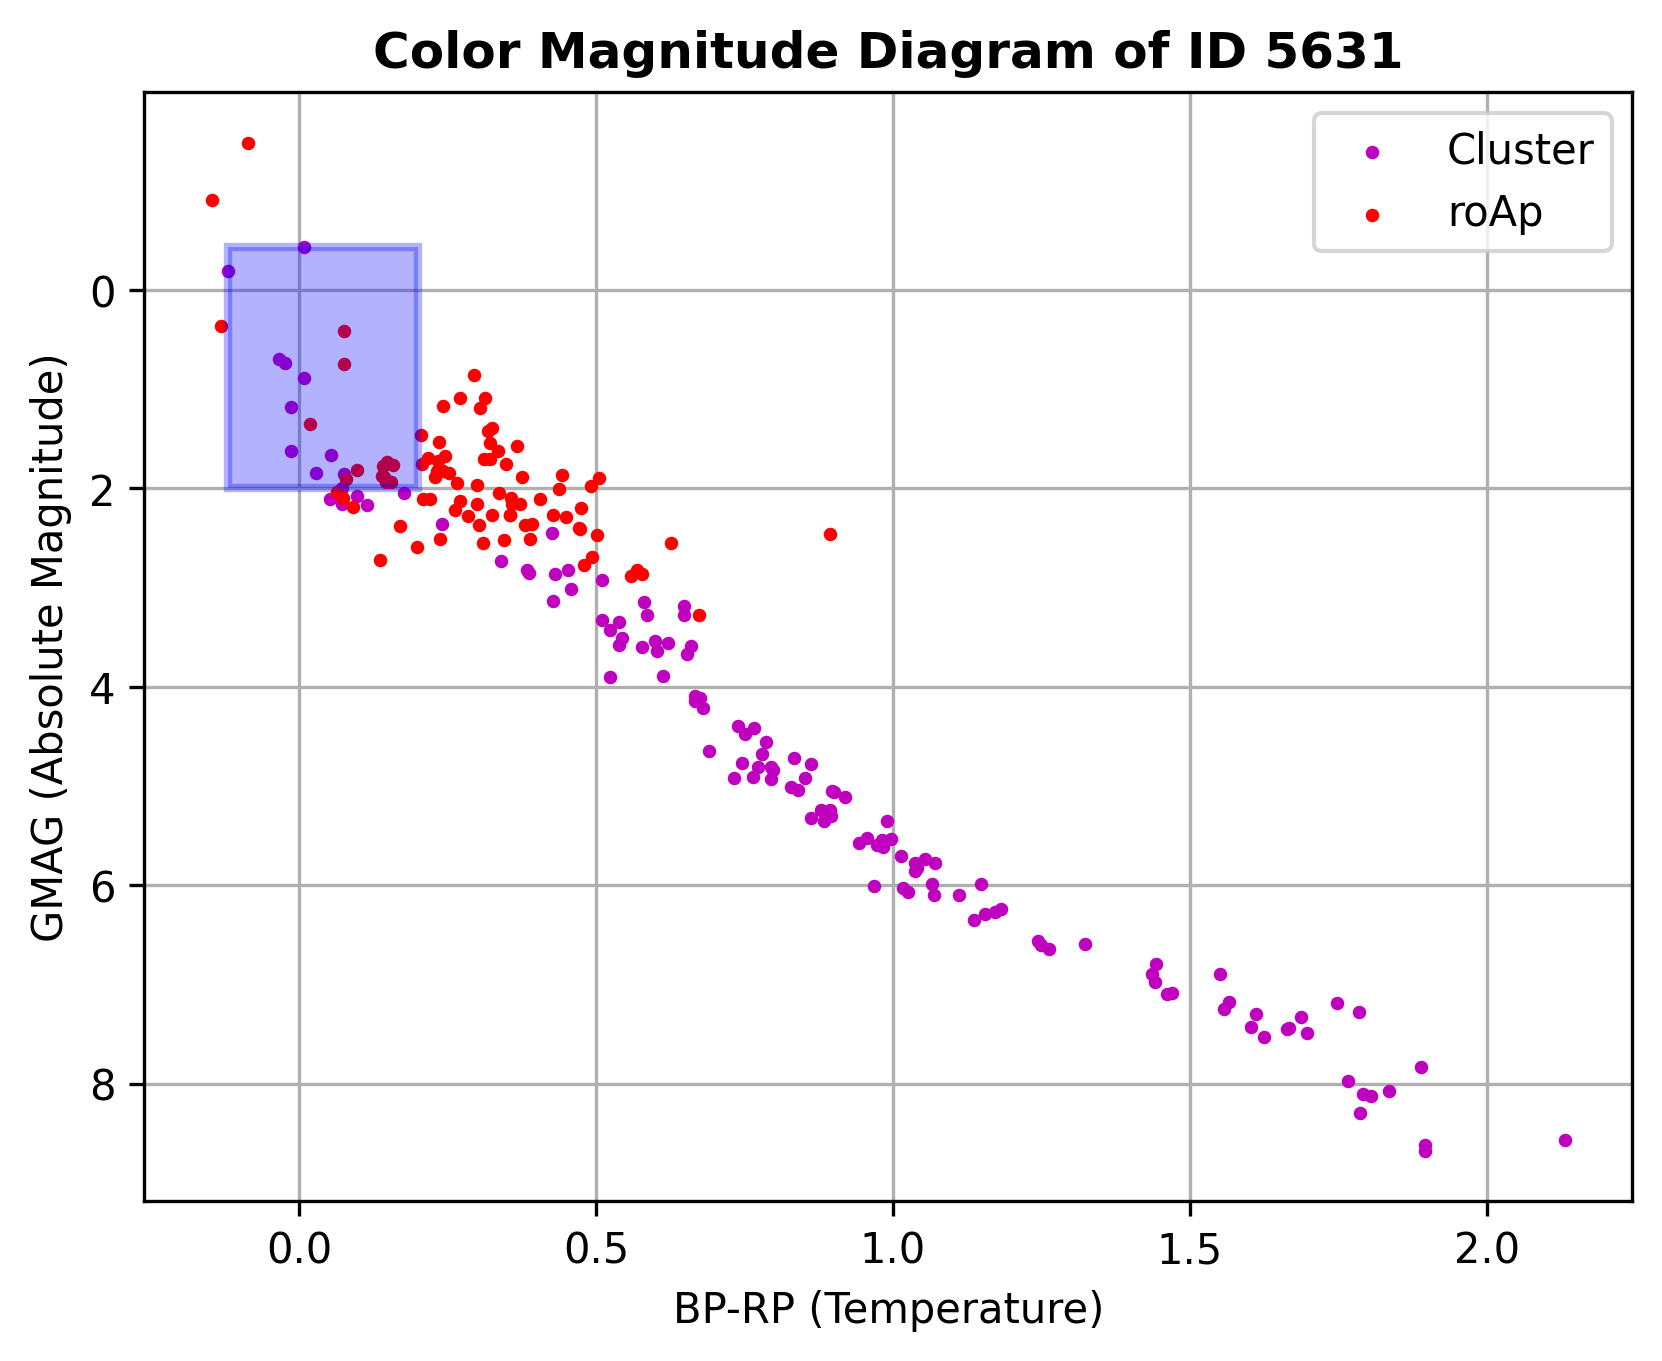 Color Magnitude Diagram of ID 5631
Cluster
roAp
GMAG (Absolute Magnitude)
0
2
4
6
8
0.0 0.5 1.0 1.5 2.0
BP-RP (Temperature)